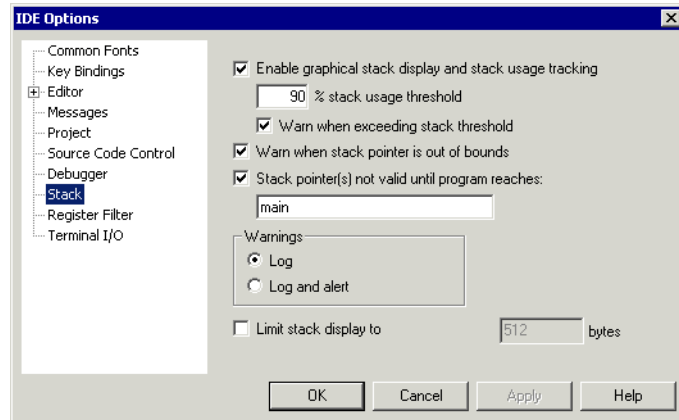 IDE Options
Common Fonts
Key Bindings
Editor
Messages
Project
Source Code Control
Debugger
Stack
Register Filter
Terminal I/O
Enable graphical stack display and stack usage tracking
90 % stack usage threshold
Warn when exceeding stack threshold
Warn when stack pointer is out of bounds
Stack pointer(s) not valid until program reaches:
main
Warnings
Log
Log and alert
Limit stack display to 512 bytes
OK Cancel Apply Help